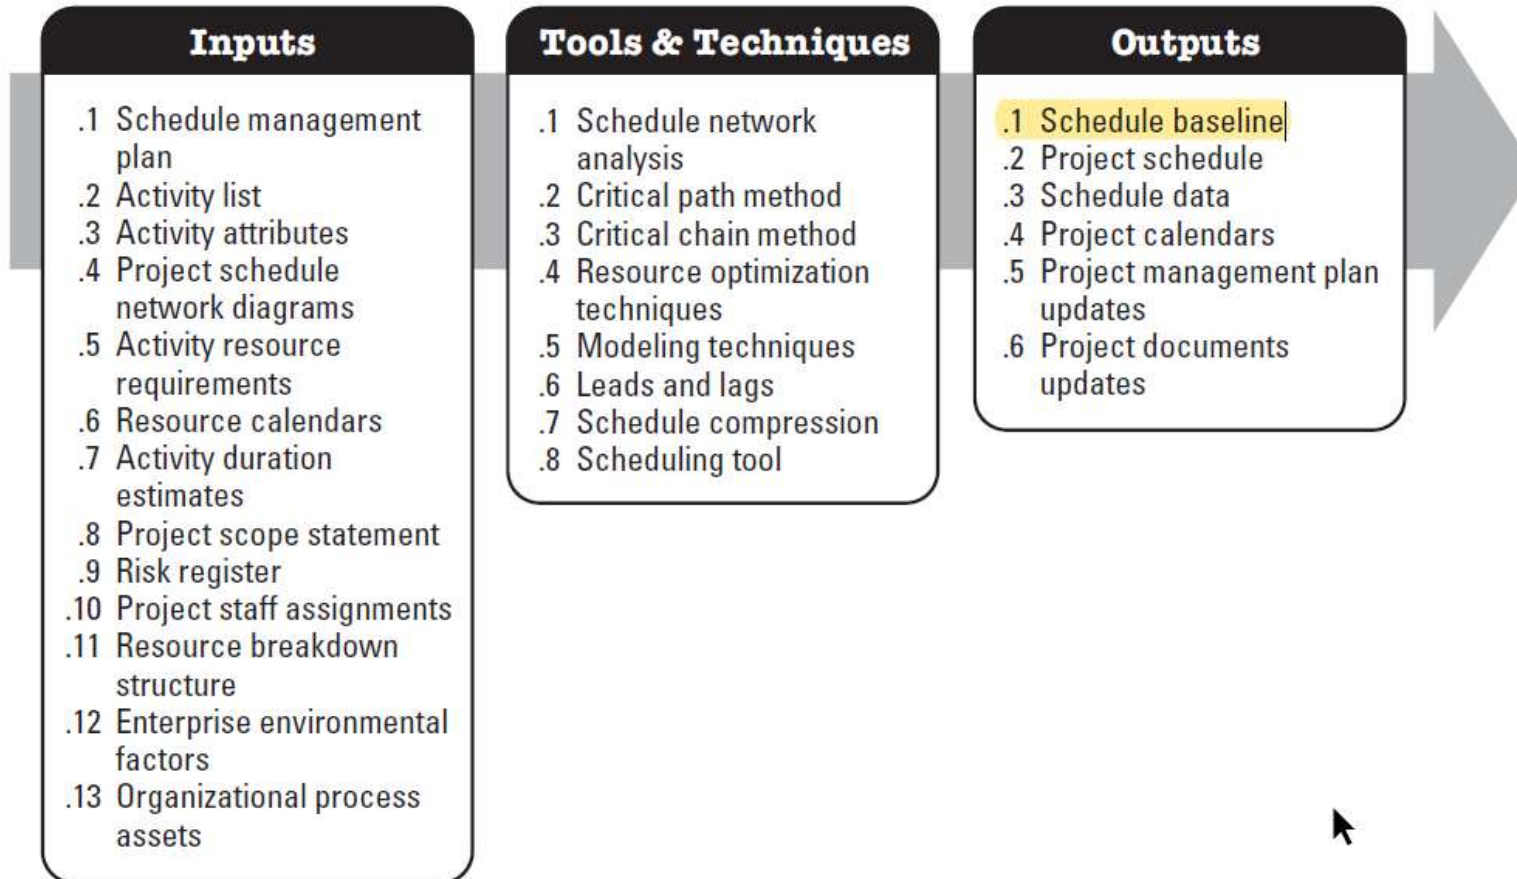 Inputs
.1 Schedule management
plan
.2 Activity list
.3 Activity attributes
.4 Project schedule
network diagrams
.5 Activity resource
requirements
.6 Resource calendars
.7 Activity duration
estimates
.8 Project scope statement
.9 Risk register
.10 Project staff assignments
.11 Resource breakdown
structure
.12 Enterprise environmental
factors
.13 Organizational process
assets
Tools & Techniques
.1 Schedule network
analysis
.2 Critical path method
.3 Critical chain method
.4 Resource optimization
techniques
.5 Modeling techniques
.6 Leads and lags
.7 Schedule compression
.8 Scheduling tool
Outputs
.1 Schedule baseline
.2 Project schedule
.3 Schedule data
.4 Project calendars
.5 Project management plan
updates
.6 Project documents
updates